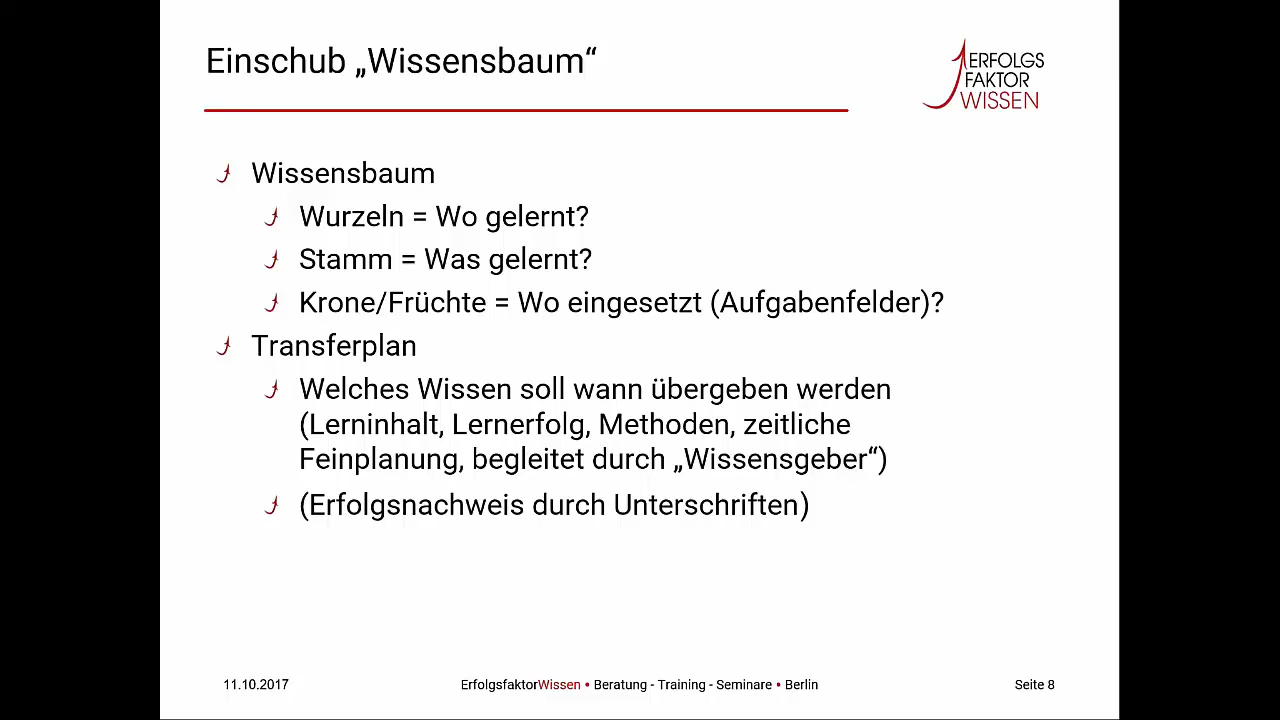 Einschub „Wissensbaum“
ERFOLGS
FAKTOR
WISSEN
Wissensbaum
Wurzeln = Wo gelernt?
Stamm = Was gelernt?
Krone/Früchte = Wo eingesetzt (Aufgabenfelder)?
Transferplan
Welches Wissen soll wann übergeben werden
(Lerninhalt, Lernerfolg, Methoden, zeitliche
Feinplanung, begleitet durch „Wissensgeber“)
(Erfolgsnachweis durch Unterschriften)
11.10.2017 ErfolgsfaktorWissen • Beratung - Training - Seminare • Berlin Seite 8